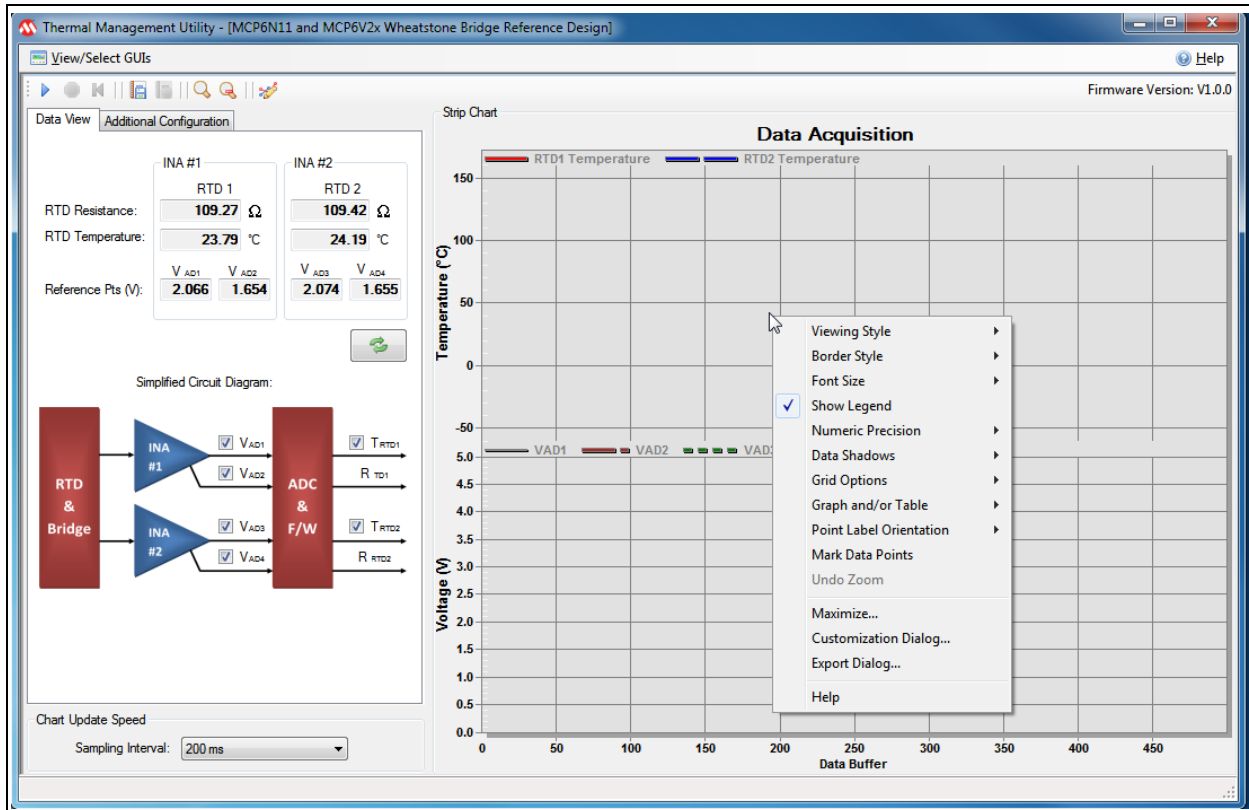 Thermal Management Utility - [MCP6N11 and MCP6V2x Wheatstone Bridge Reference Design]
View/Select GUIs
Help
Firmware Version: V1.0.0
Data View
Additional Configuration
INA #1
INA #2
RTD 1
RTD 2
RTD Resistance:
109.27 Ω
109.42 Ω
RTD Temperature:
23.79 °C
24.19 °C
V AD1
V AD2
V AD3
V AD4
Reference Pts (V):
2.066
1.654
2.074
1.655
Simplified Circuit Diagram:
RTD
&
Bridge
INA
#1
INA
#2
VAD1
VAD2
VAD3
VAD4
ADC
&
F/W
TRTD1
R TD1
TRTD2
R RTD2
Chart Update Speed
Sampling Interval:
200 ms
Strip Chart
Data Acquisition
RTD1 Temperature
RTD2 Temperature
Temperature (°C)
150
100
50
0
-50
VAD1
VAD2
Voltage (V)
5.0
4.5
4.0
3.5
3.0
2.5
2.0
1.5
1.0
0.5
0.0
0 50 100 150 200 250 300 350 400 450
Data Buffer
Viewing Style
Border Style
Font Size
Show Legend
Numeric Precision
Data Shadows
Grid Options
Graph and/or Table
Point Label Orientation
Mark Data Points
Undo Zoom
Maximize...
Customization Dialog...
Export Dialog...
Help